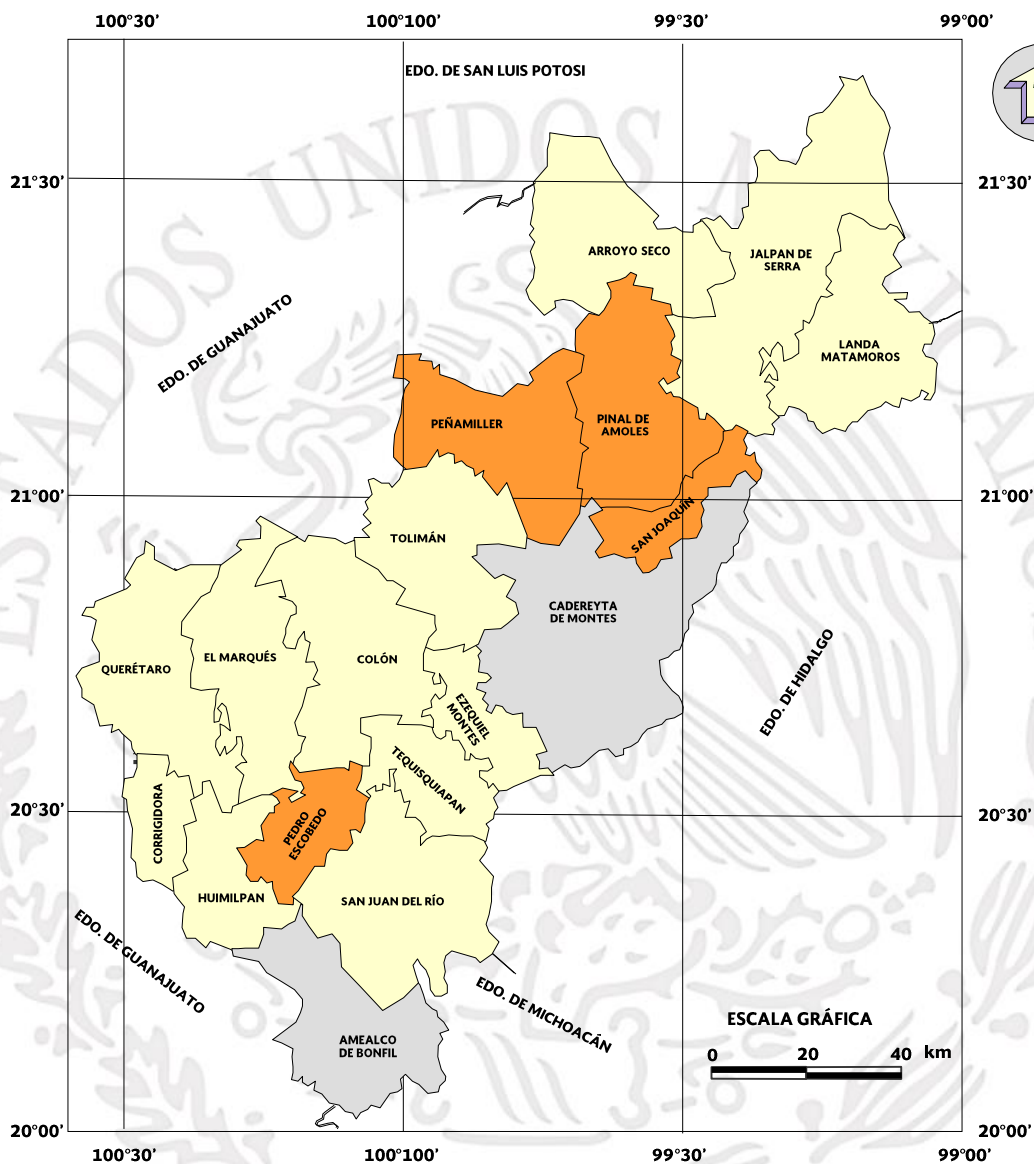 100°30'
100°10'
99°30'
99°00'
EDO. DE SAN LUIS POTOSI
21°30'
21°30'
ARROYO SECO
JALPAN DE
SERRA
EDO. DE GUANAJUATO
LANDA
MATAMOROS
PEÑAMILLER
PINAL DE
AMOLES
21°00'
21°00'
SAN JOAQUÍN
TOLIMÁN
CADEREYTA
DE MONTES
QUERÉTARO
EL MARQUÉS
COLÓN
EDO. DE HIDALGO
EZEQUIEL
MONTES
TEQUISQUIAPAN
20°30'
20°30'
CORRIGIDORA
PEDRO
ESCOBEDO
HUIMILPAN
SAN JUAN DEL RÍO
EDO. DE GUANAJUATO
EDO. DE MICHOACÁN
AMEALCO
DE BONFIL
ESCALA GRÁFICA
0 20 40 km
20°00'
20°00'
100°30'
100°10'
99°30'
99°00'
UNIDOS